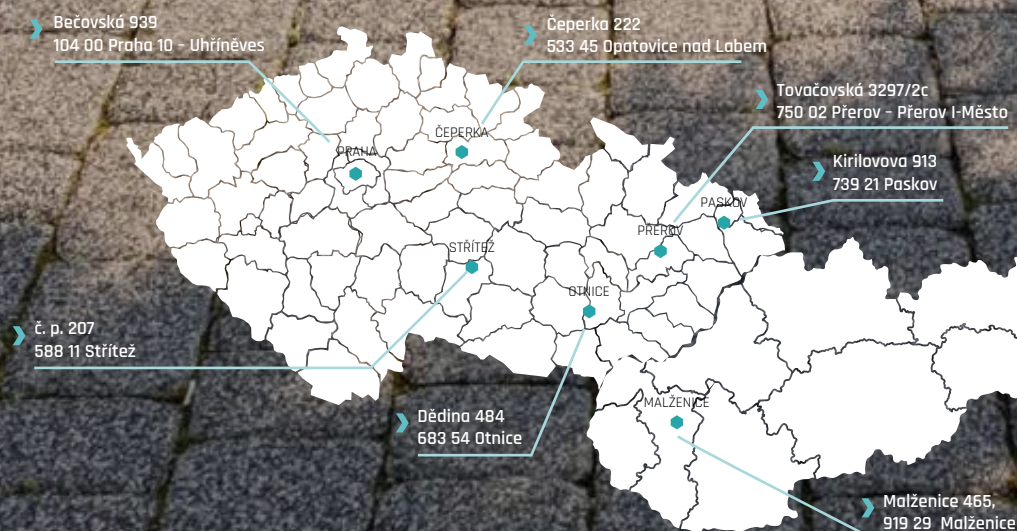 Bečovská 939
104 00 Praha 10 - Uhříněves
Čeperka 222
533 45 Opatovice nad Labem
Tovačovská 3297/2c
750 02 Přerov - Přerov I-Město
Kirilovova 913
739 21 Paskov
ČEPERKA
PRAHA
PASKOV
PŘEROV
STŘÍTEŽ
OTNICE
č. p. 207
588 11 Střítež
MALŽENICE
Dědina 484
683 54 Otnice
Malženice 465,
919 29 Malženice